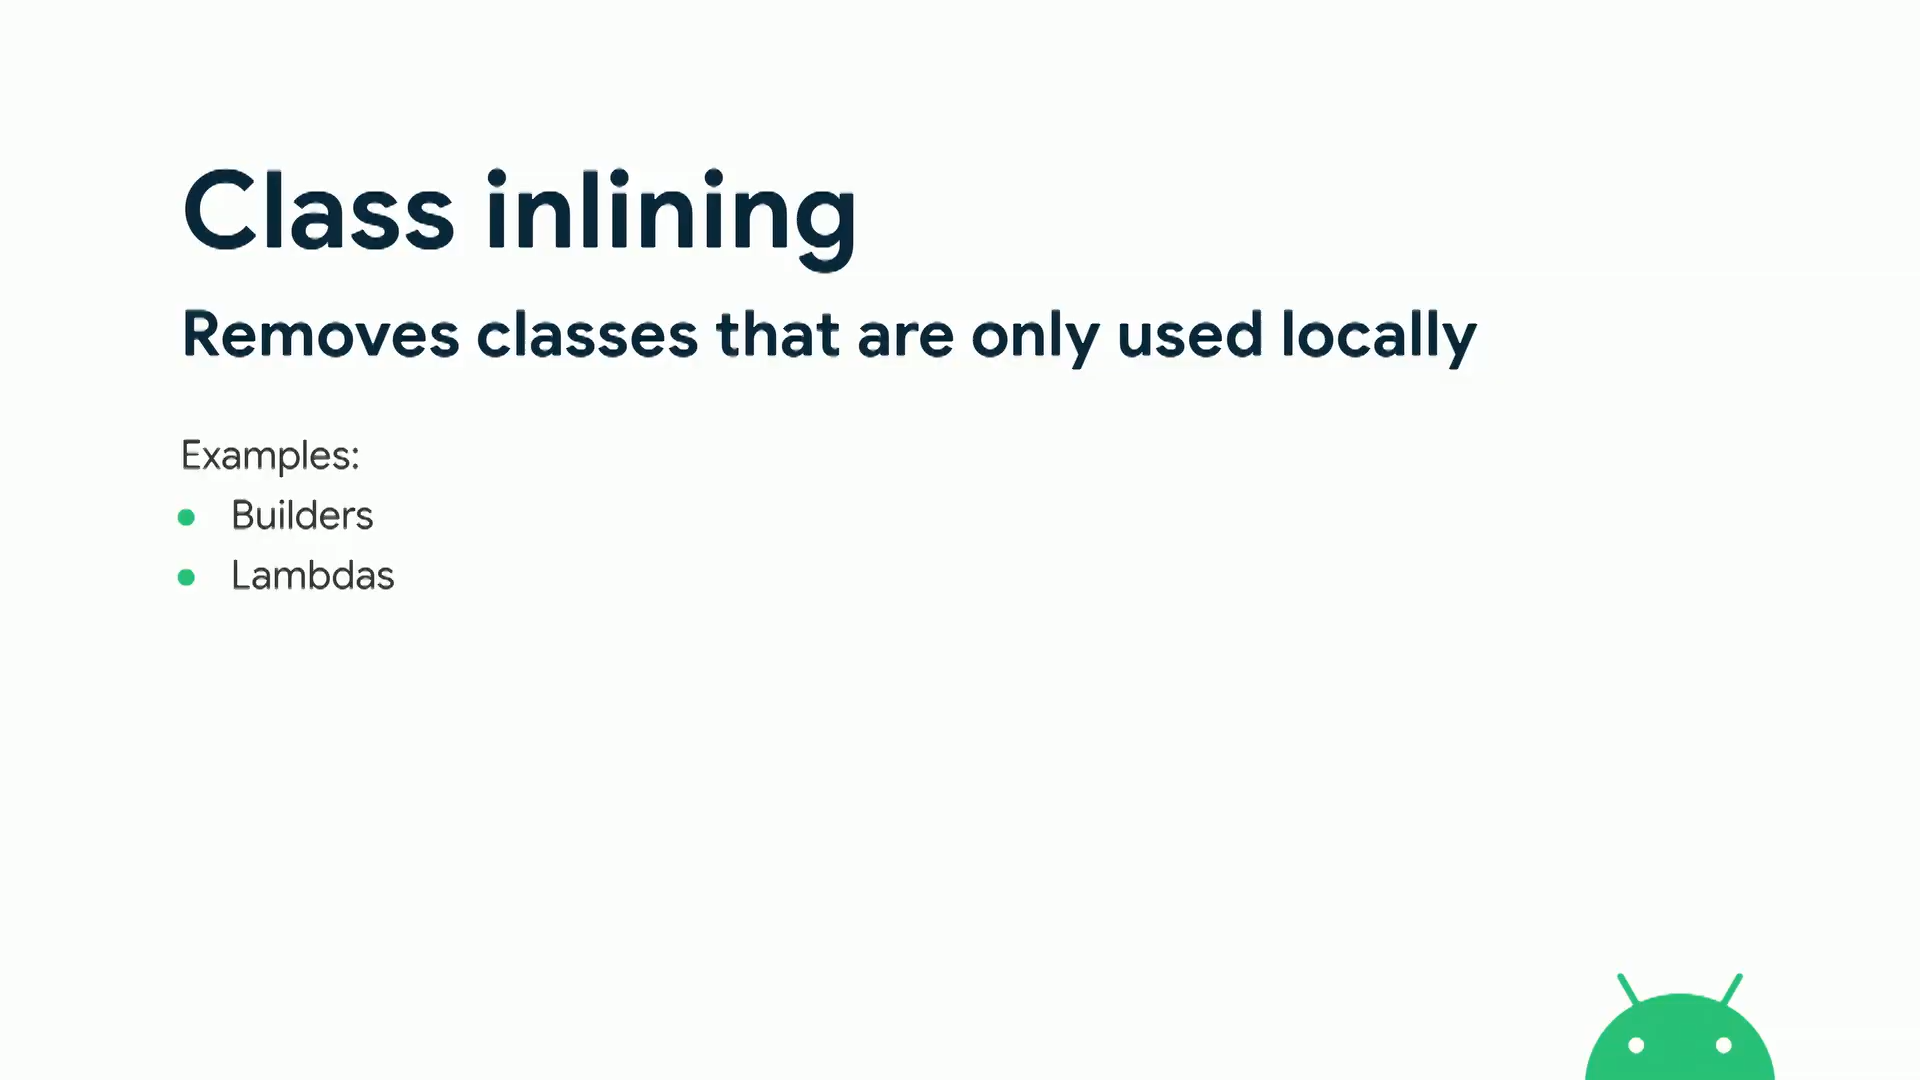 Class inlining
Removes classes that are only used locally
Examples:
Builders
Lambdas